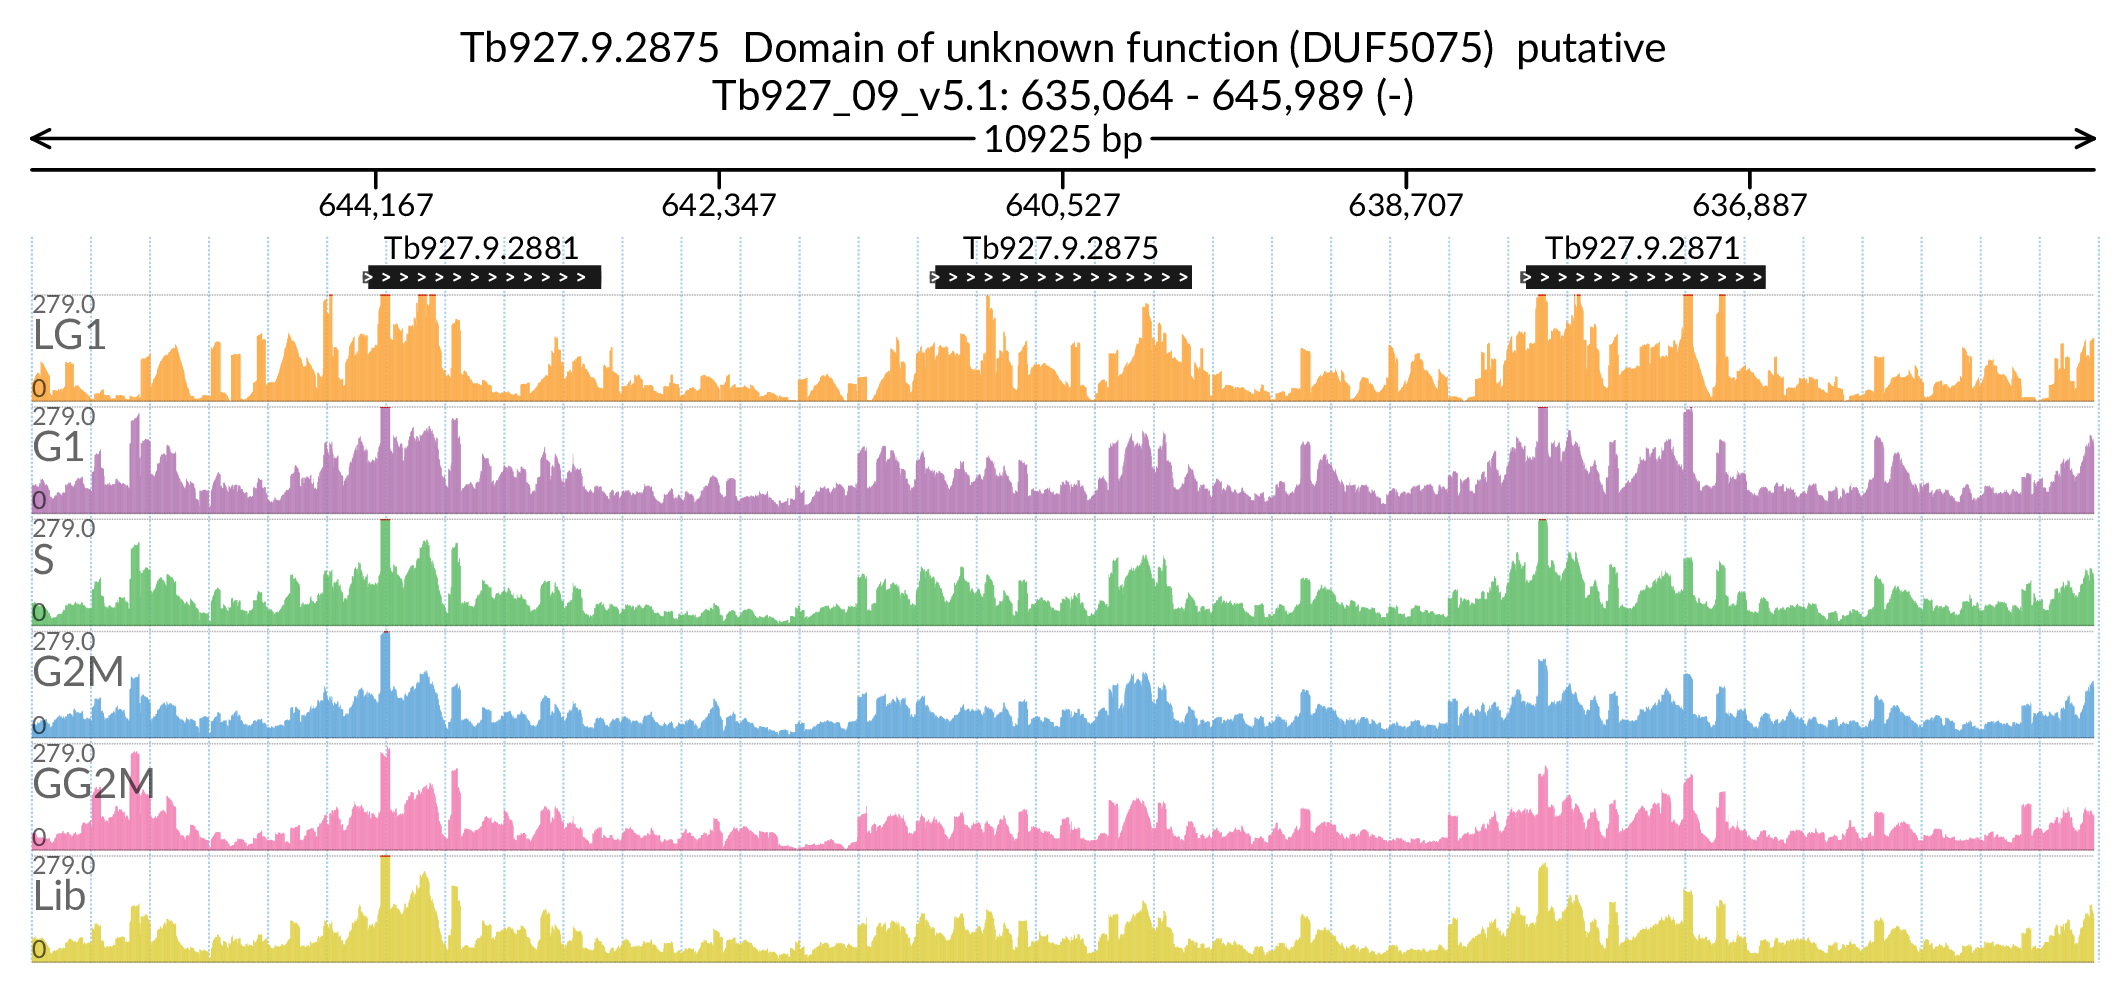 Tb927.9.2875  Domain of unknown function (DUF5075)  putative
Tb927_09_v5.1: 635,064 - 645,989 (-)
10925 bp
644,167 642,347 640,527 638,707 636,887
Tb927.9.2881 Tb927.9.2875 Tb927.9.2871
279.0
LG1
0
279.0
G1
0
279.0
S
0
279.0
G2M
0
279.0
GG2M
0
279.0
Lib
0